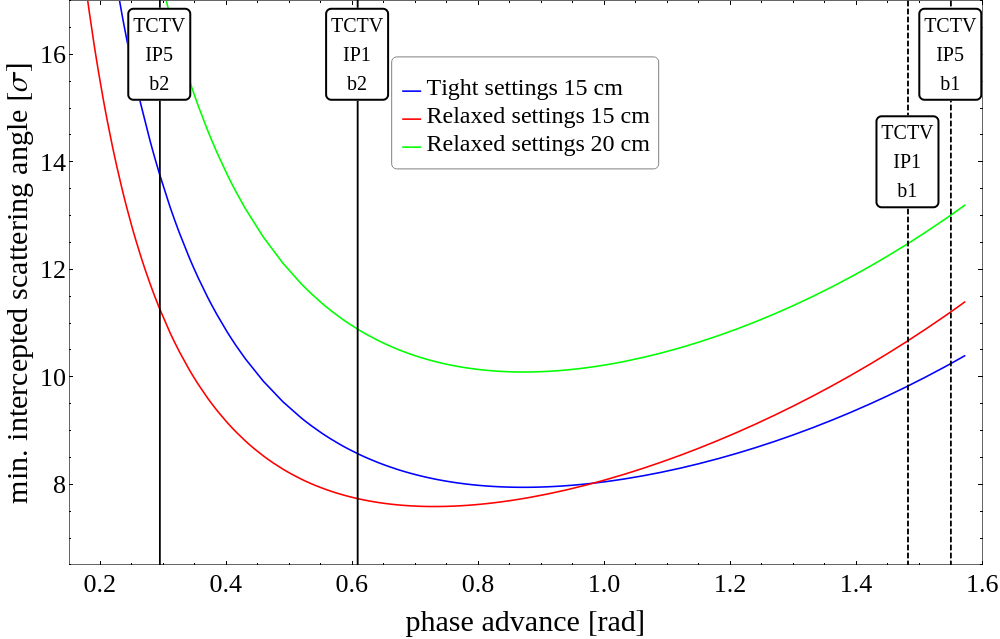 TCTV
IP5
b2
TCTV
IP1
b2
TCTV
IP5
b1
TCTV
IP1
b1
Tight settings 15 cm
Relaxed settings 15 cm
Relaxed settings 20 cm
min. intercepted scattering angle [σ]
16
14
12
10
8
0.2 0.4 0.6 0.8 1.0 1.2 1.4 1.6
phase advance [rad]